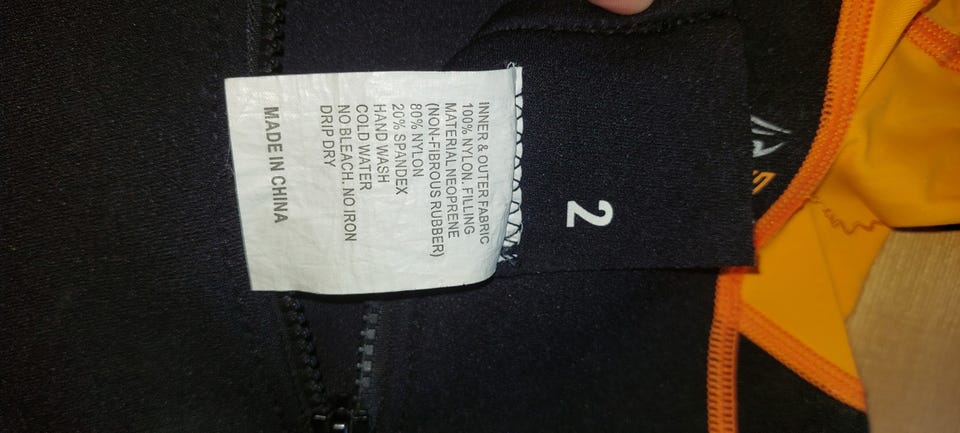 INNER & OUTER FABRIC
100% NYLON. FILLING
MATERIAL NEOPRENE
(NON-FIBROUS RUBBER)
80% NYLON
20% SPANDEX
HAND WASH
COLD WATER
NO BLEACH. NO IRON
DRIP DRY
MADE IN CHINA
2